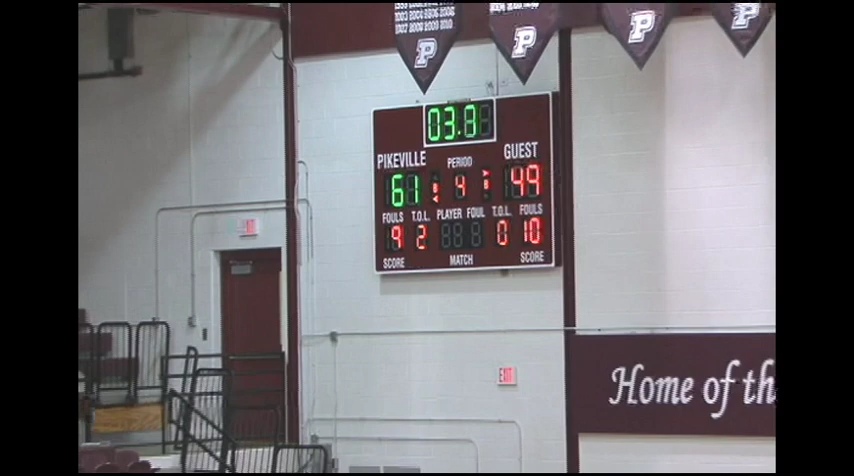 P P P P
03.0
PIKEVILLE GUEST
PERIOD
61 4 49
FOULS T.O.L. PLAYER FOUL T.O.L. FOULS
9 2 0 10
SCORE MATCH SCORE
EXIT
EXIT
Home of th